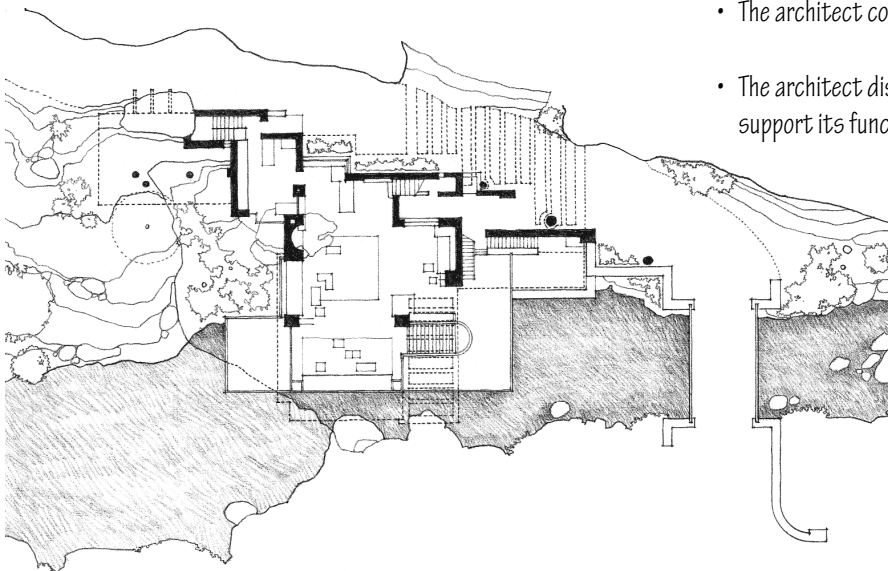 • The architect co
• The architect dis
support its func